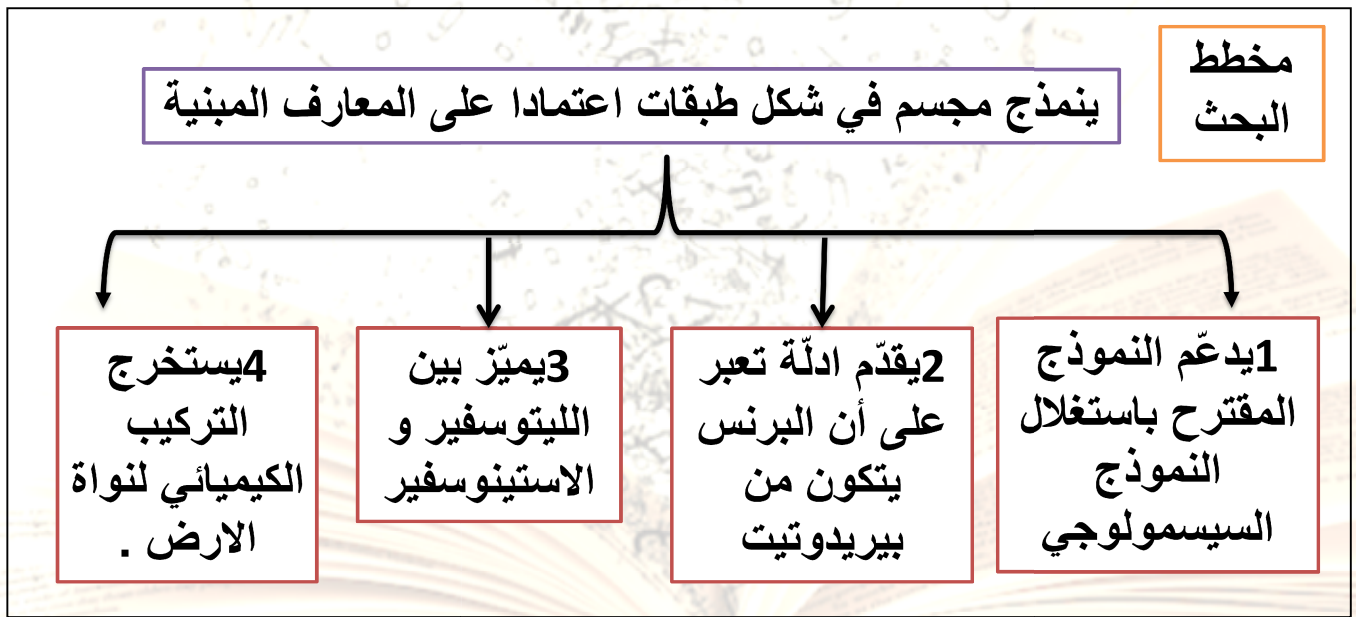 مخطط
البحث
ينمذج مجسم في شكل طبقات اعتمادا على المعارف المبنية
1يدعّم النموذج
المقترح باستغلال
النموذج
السيسمولوجي
2يقدّم ادلّة تعبر
على أن البرنس
يتكون من
بيريدوتيت
3يميّز بين
الليتوسفير و
الاستينوسفير
4يستخرج
التركيب
الكيميائي لنواة
الارض .